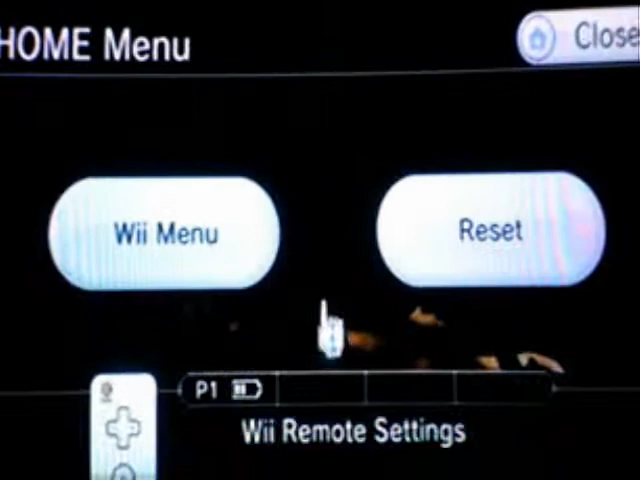 HOME Menu
Close
Wii Menu
Reset
P1
Wii Remote Settings